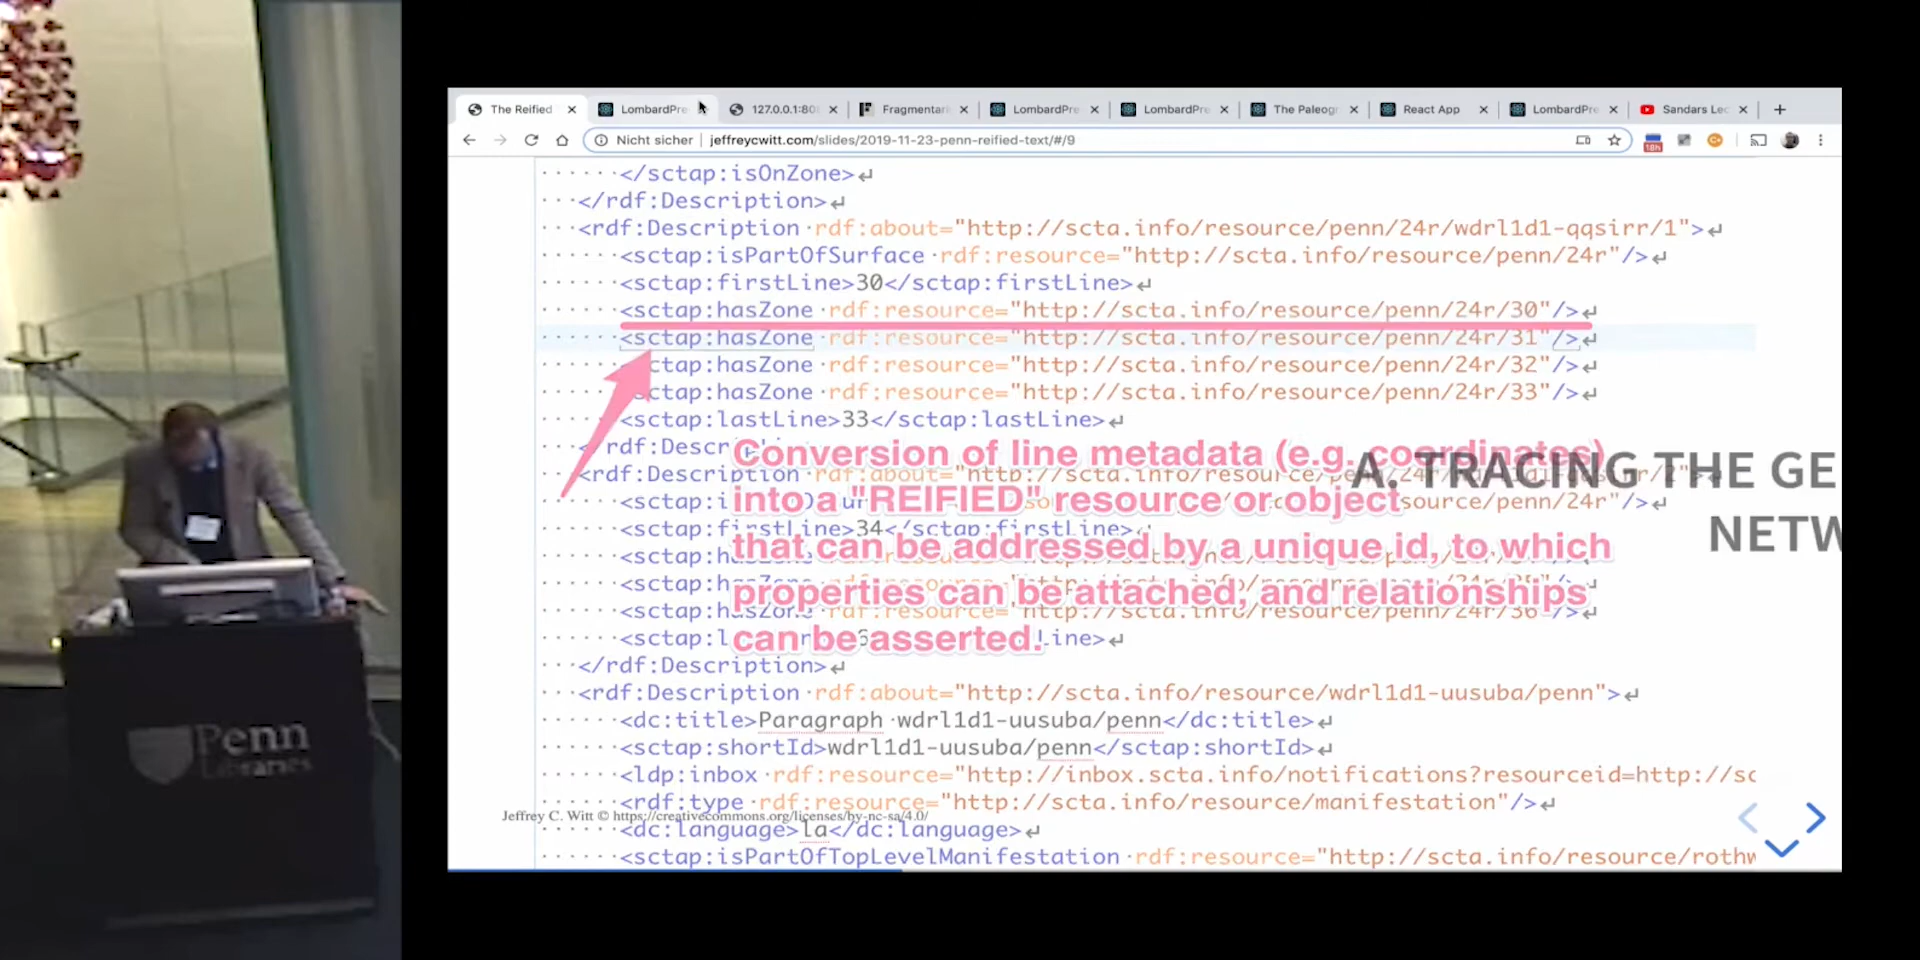 The Reified
LombardPre
127.0.0.1:80
Fragmentari
LombardPre
LombardPre
The Paleogr
React App
LombardPre
Sandars Lec
Nicht sicher
jeffreycwitt.com/slides/2019-11-23-penn-reified-text/#/9
18h
</sctap:isOnZone>
</rdf:Description>
<rdf:Description rdf:about="http://scta.info/resource/penn/24r/wdrl1d1-qqsirr/1">
<sctap:isPartOfSurface rdf:resource="http://scta.info/resource/penn/24r"/>
<sctap:firstLine>30</sctap:firstLine>
<sctap:hasZone rdf:resource="http://scta.info/resource/penn/24r/30"/>
<sctap:hasZone rdf:resource="http://scta.info/resource/penn/24r/31"/>
ctap:hasZone rdf:resource="http://scta.info/resource/penn/24r/32"/>
ctap:hasZone rdf:resource="http://scta.info/resource/penn/24r/33"/>
<sctap:lastLine>33</sctap:lastLine>
Conversion of line metadata (e.g. coordinates)
into a "REIFIED" resource or object
that can be addressed by a unique id, to which
properties can be attached, and relationships
can be asserted.
A. TRACING THE GE
NETW
</rdf:Description>
<rdf:Description rdf:about="http://scta.info/resource/wdrl1d1-uusuba/penn">
<dc:title>Paragraph wdrl1d1-uusuba/penn</dc:title>
<sctap:shortId>wdrl1d1-uusuba/penn</sctap:shortId>
<ldp:inbox rdf:resource="http://inbox.scta.info/notifications?resourceid=http://sc
<rdf:type rdf:resource="http://scta.info/resource/manifestation"/>
Jeffrey C. Witt © https://creativecommons.org/licenses/by-nc-sa/4.0/
<dc:language>la</dc:language>
<sctap:isPartOfTopLevelManifestation rdf:resource="http://scta.info/resource/rothw
Penn
Libraries